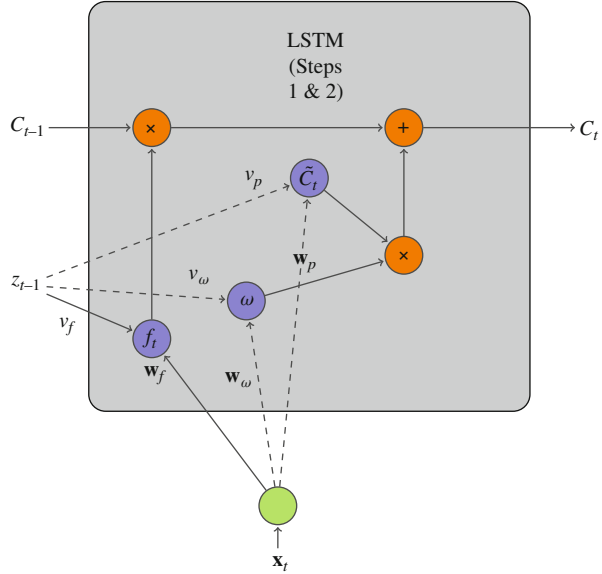 LSTM
(Steps
1 & 2)
C_{t−1}
×
+
C_t
v_p
C̃_t
w_p
×
z_{t−1}
v_ω
ω
v_f
f_t
w_f
w_ω
x_t